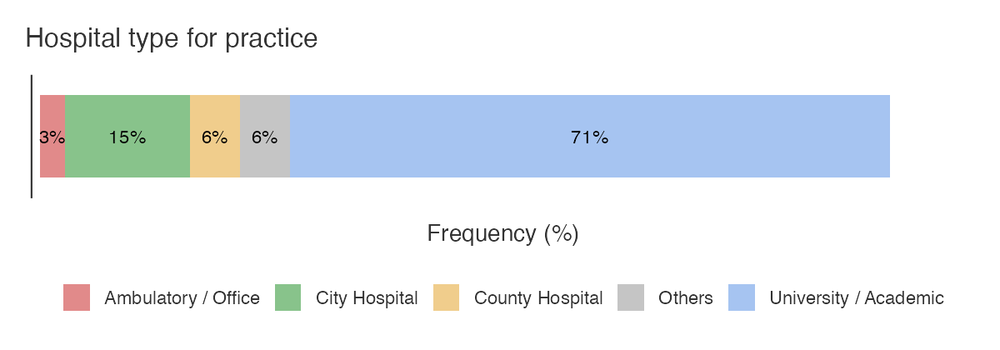 Hospital type for practice
3% 15% 6% 6% 71%
Frequency (%)
Ambulatory / Office City Hospital County Hospital Others University / Academic